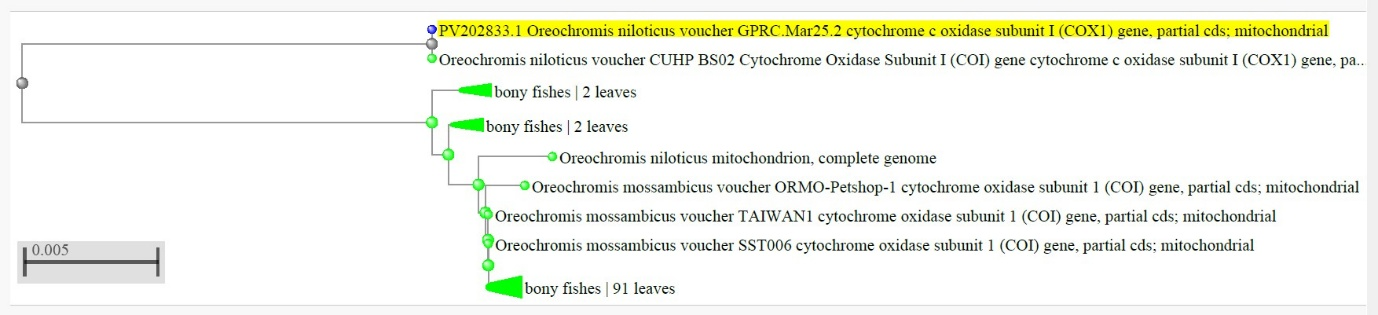 PV202833.1 Oreochromis niloticus voucher GPRC.Mar25.2 cytochrome c oxidase subunit I (COX1) gene, partial cds; mitochondrial
Oreochromis niloticus voucher CUHP BS02 Cytochrome Oxidase Subunit I (COI) gene cytochrome c oxidase subunit I (COX1) gene, pa...
bony fishes | 2 leaves
bony fishes | 2 leaves
Oreochromis niloticus mitochondrion, complete genome
Oreochromis mossambicus voucher ORMO-Petshop-1 cytochrome oxidase subunit 1 (COI) gene, partial cds; mitochondrial
Oreochromis mossambicus voucher TAIWAN1 cytochrome oxidase subunit 1 (COI) gene, partial cds; mitochondrial
Oreochromis mossambicus voucher SST006 cytochrome oxidase subunit 1 (COI) gene, partial cds; mitochondrial
0.005
bony fishes | 91 leaves